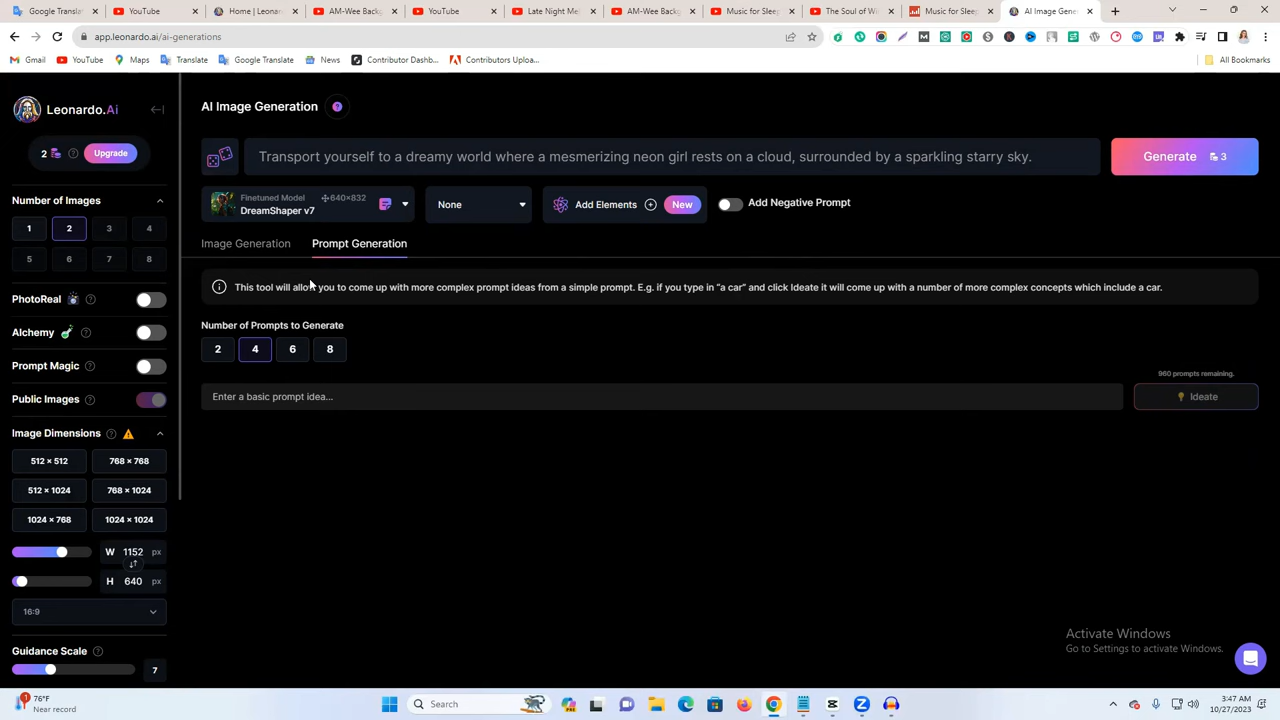 Google Translate
YouTube
Home | Leonardo
AM-Wee Backg
YouTube
Late Night Me
AM-Wee Backg
Music for Sleep
The Soul of Win
Music for Sleep
AI Image Gener
app.leonardo.ai/ai-generations
Gmail
YouTube
Maps
Translate
Google Translate
News
Contributor Dashb...
Contributors Uploa...
All Bookmarks
Leonardo.Ai
AI Image Generation
2
Upgrade
Transport yourself to a dreamy world where a mesmerizing neon girl rests on a cloud, surrounded by a sparkling starry sky.
Generate 3
Number of Images
Finetuned Model 640×832
DreamShaper v7
None
Add Elements
New
Add Negative Prompt
1 2 3 4
5 6 7 8
Image Generation
Prompt Generation
This tool will allow you to come up with more complex prompt ideas from a simple prompt. E.g. if you type in “a car” and click Ideate it will come up with a number of more complex concepts which include a car.
PhotoReal
Alchemy
Prompt Magic
Public Images
Number of Prompts to Generate
2 4 6 8
960 prompts remaining.
Enter a basic prompt idea...
Ideate
Image Dimensions
512 × 512
768 × 768
512 × 1024
768 × 1024
1024 × 768
1024 × 1024
W 1152 px
H 640 px
16:9
Guidance Scale
7
Activate Windows
Go to Settings to activate Windows.
76°F
Near record
Search
3:47 AM
10/27/2023